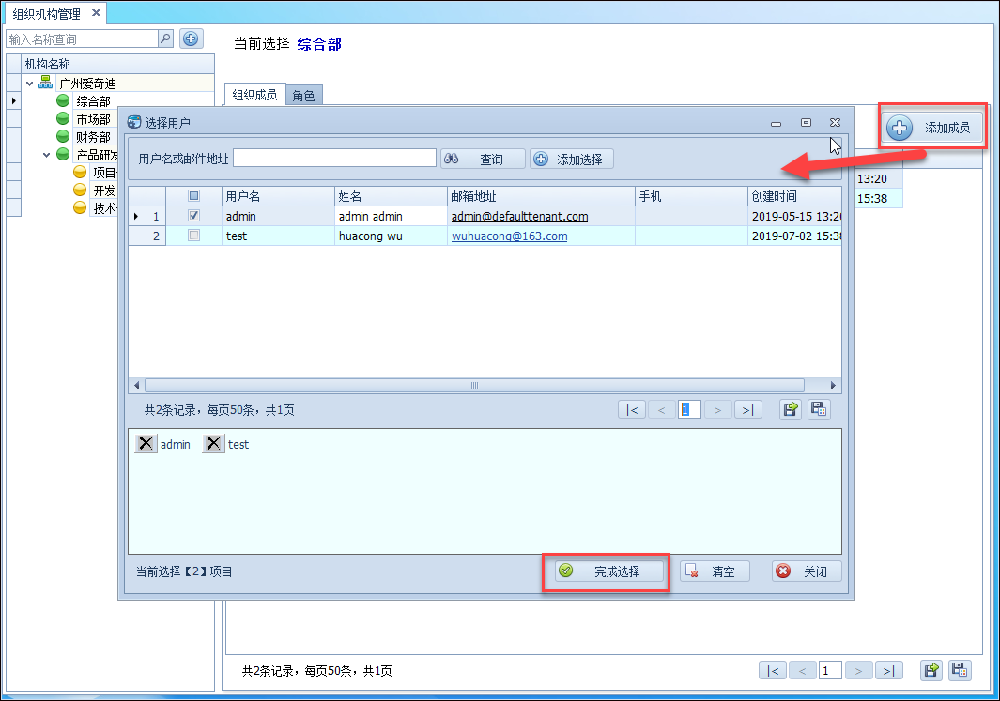 组织机构管理
输入名称查询
当前选择 综合部
机构名称
广州爱奇迪
综合部
市场部
财务部
产品研发
项目
开发
技术
组织成员 角色
添加成员
13:20
15:38
选择用户
用户名或邮件地址 查询 添加选择
用户名 姓名 邮箱地址 手机 创建时间
1 admin admin admin admin@defaulttenant.com 2019-05-15 13:20
2 test huacong wu wuhuacong@163.com 2019-07-02 15:38
共2条记录，每页50条，共1页 |< < 1 > >|
admin test
当前选择【2】项目 完成选择 清空 关闭
共2条记录，每页50条，共1页 |< < 1 > >|